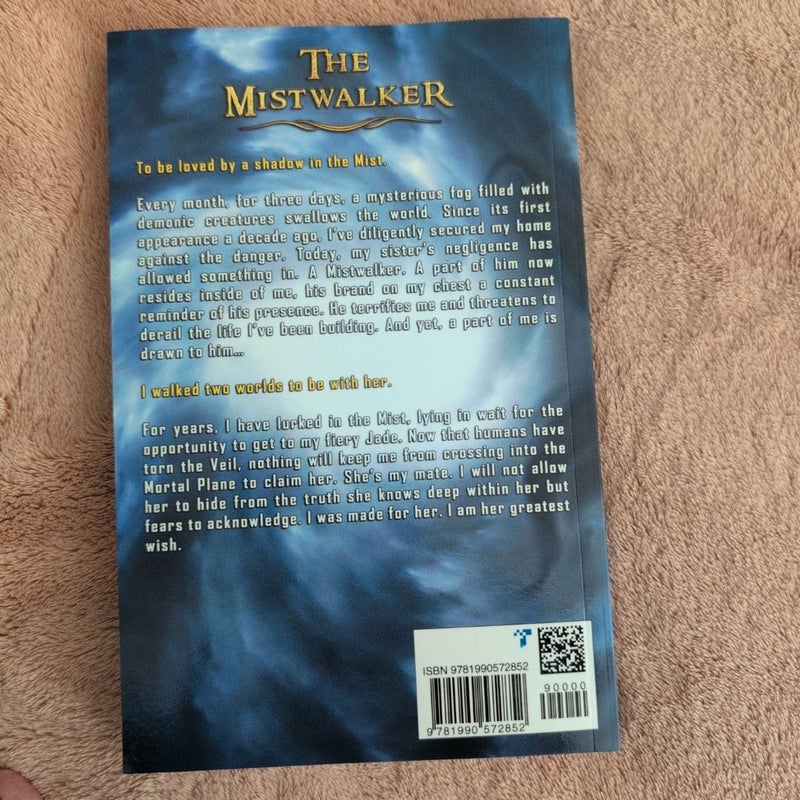 THE
MISTWALKER
To be loved by a shadow in the Mist.
Every month, for three days, a mysterious fog filled with
demonic creatures swallows the world. Since its first
appearance a decade ago, I've diligently secured my home
against the danger. Today, my sister's negligence has
allowed something in. A Mistwalker. A part of him now
resides inside of me, his brand on my chest a constant
reminder of his presence. He terrifies me and threatens to
derail the life I've been building. And yet, a part of me is
drawn to him...
I walked two worlds to be with her.
For years, I have lurked in the Mist, lying in wait for the
opportunity to get to my fiery Jade. Now that humans have
torn the Veil, nothing will keep me from crossing into the
Mortal Plane to claim her. She's my mate. I will not allow
her to hide from the truth she knows deep within her but
fears to acknowledge. I was made for her. I am her greatest
wish.
ISBN 9781990572852
90000
9 781990 572852